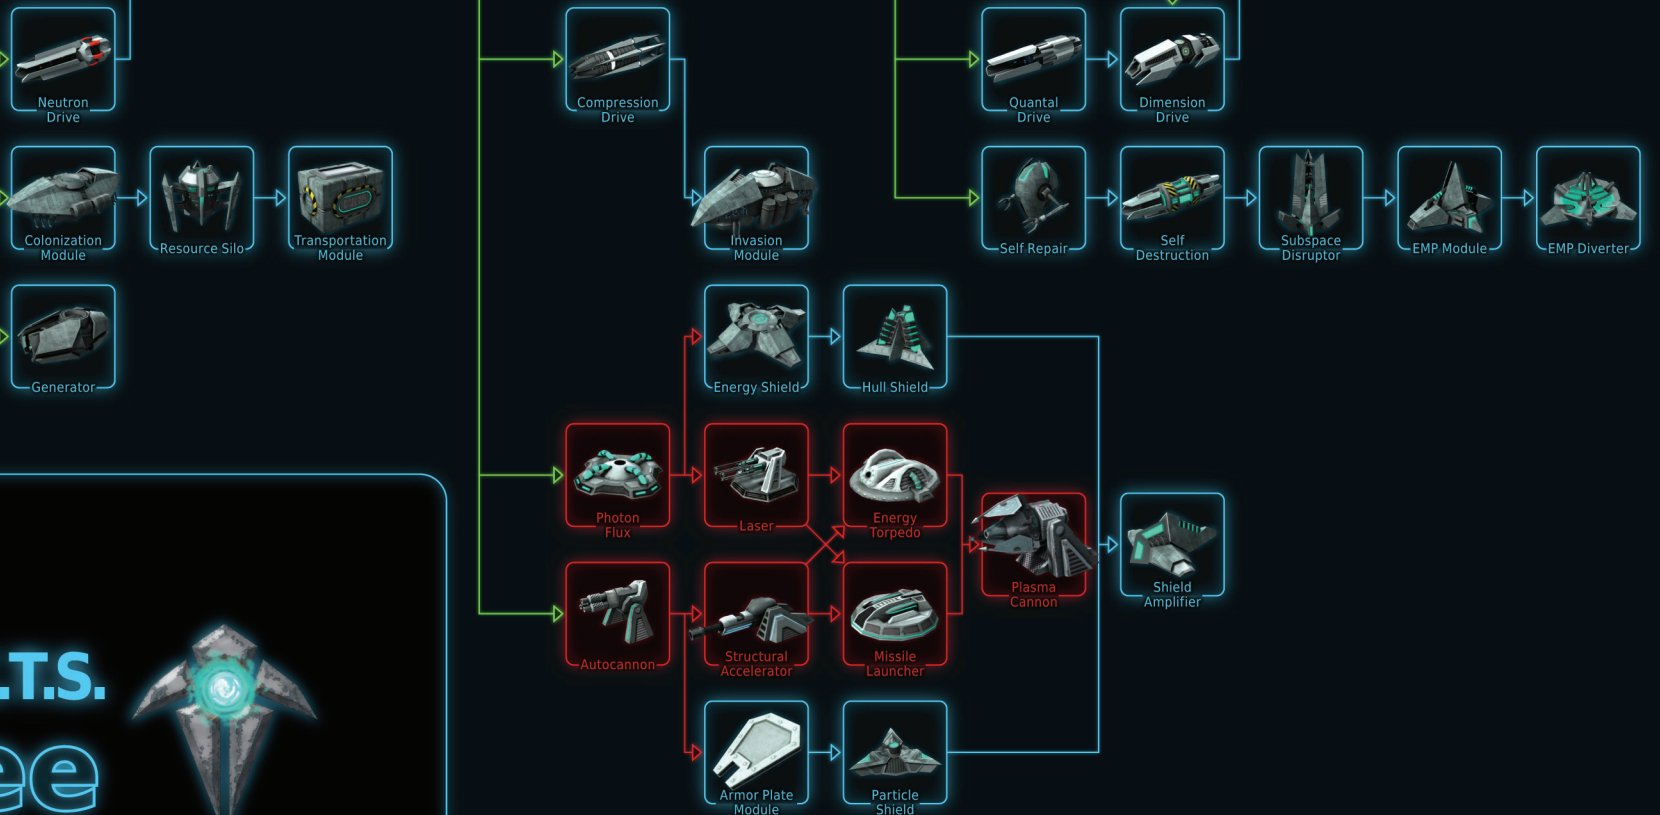 Neutron
Drive
Compression
Drive
Quantal
Drive
Dimension
Drive
Colonization
Module
Resource Silo
Transportation
Module
Invasion
Module
Self Repair
Self
Destruction
Subspace
Disruptor
EMP Module
EMP Diverter
Generator
Energy Shield
Hull Shield
Photon
Flux
Laser
Energy
Torpedo
Plasma
Cannon
Shield
Amplifier
Autocannon
Structural
Accelerator
Missile
Launcher
.T.S.
ee
Armor Plate
Module
Particle
Shield